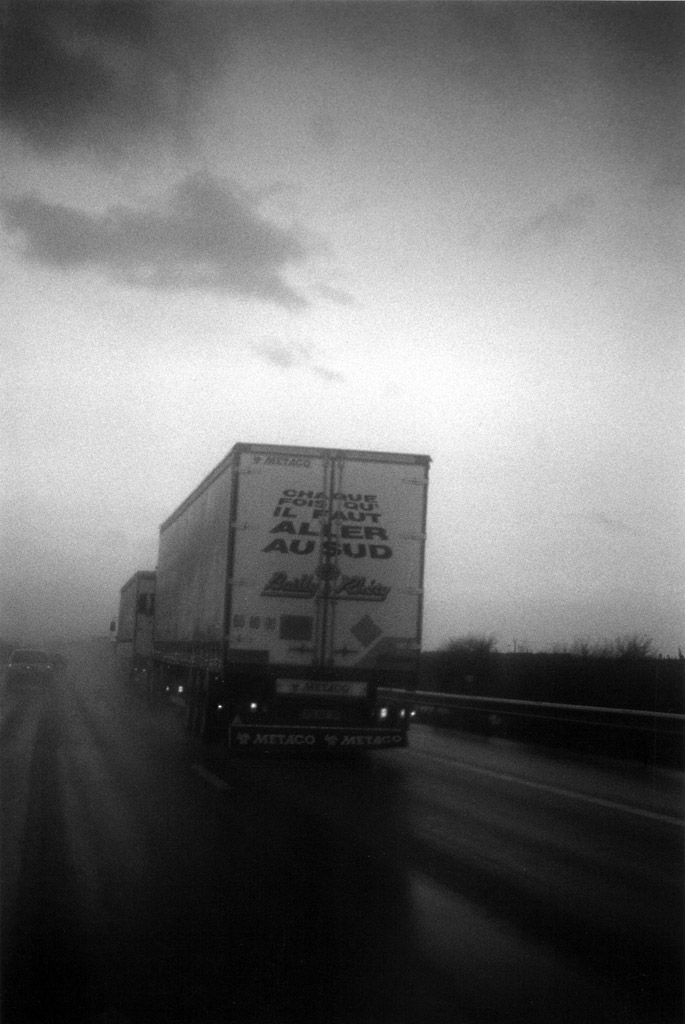 METACO
CHAQUE
FOIS QU'
IL FAUT
ALLER
AU SUD
METACO
METACO METACO